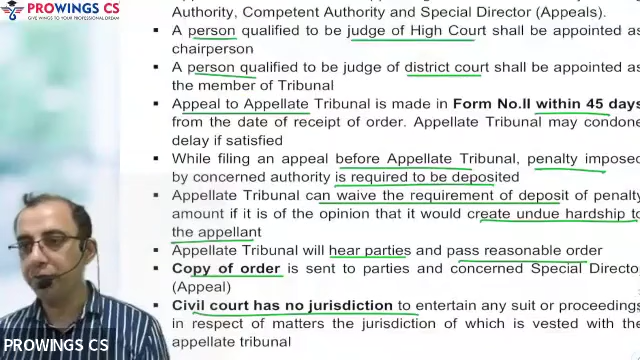 PROWINGS CS
GIVE WINGS TO YOUR PROFESSIONAL DREAM
Authority, Competent Authority and Special Director (Appeals).
▪ A person qualified to be judge of High Court shall be appointed as
chairperson
▪ A person qualified to be judge of district court shall be appointed as
the member of Tribunal
▪ Appeal to Appellate Tribunal is made in Form No.II within 45 days
from the date of receipt of order. Appellate Tribunal may condone
delay if satisfied
▪ While filing an appeal before Appellate Tribunal, penalty imposed
by concerned authority is required to be deposited
▪ Appellate Tribunal can waive the requirement of deposit of penalty
amount if it is of the opinion that it would create undue hardship to
the appellant
▪ Appellate Tribunal will hear parties and pass reasonable order
▪ Copy of order is sent to parties and concerned Special Directo
(Appeal)
▪ Civil court has no jurisdiction to entertain any suit or proceedings
in respect of matters the jurisdiction of which is vested with the
appellate tribunal
PROWINGS CS